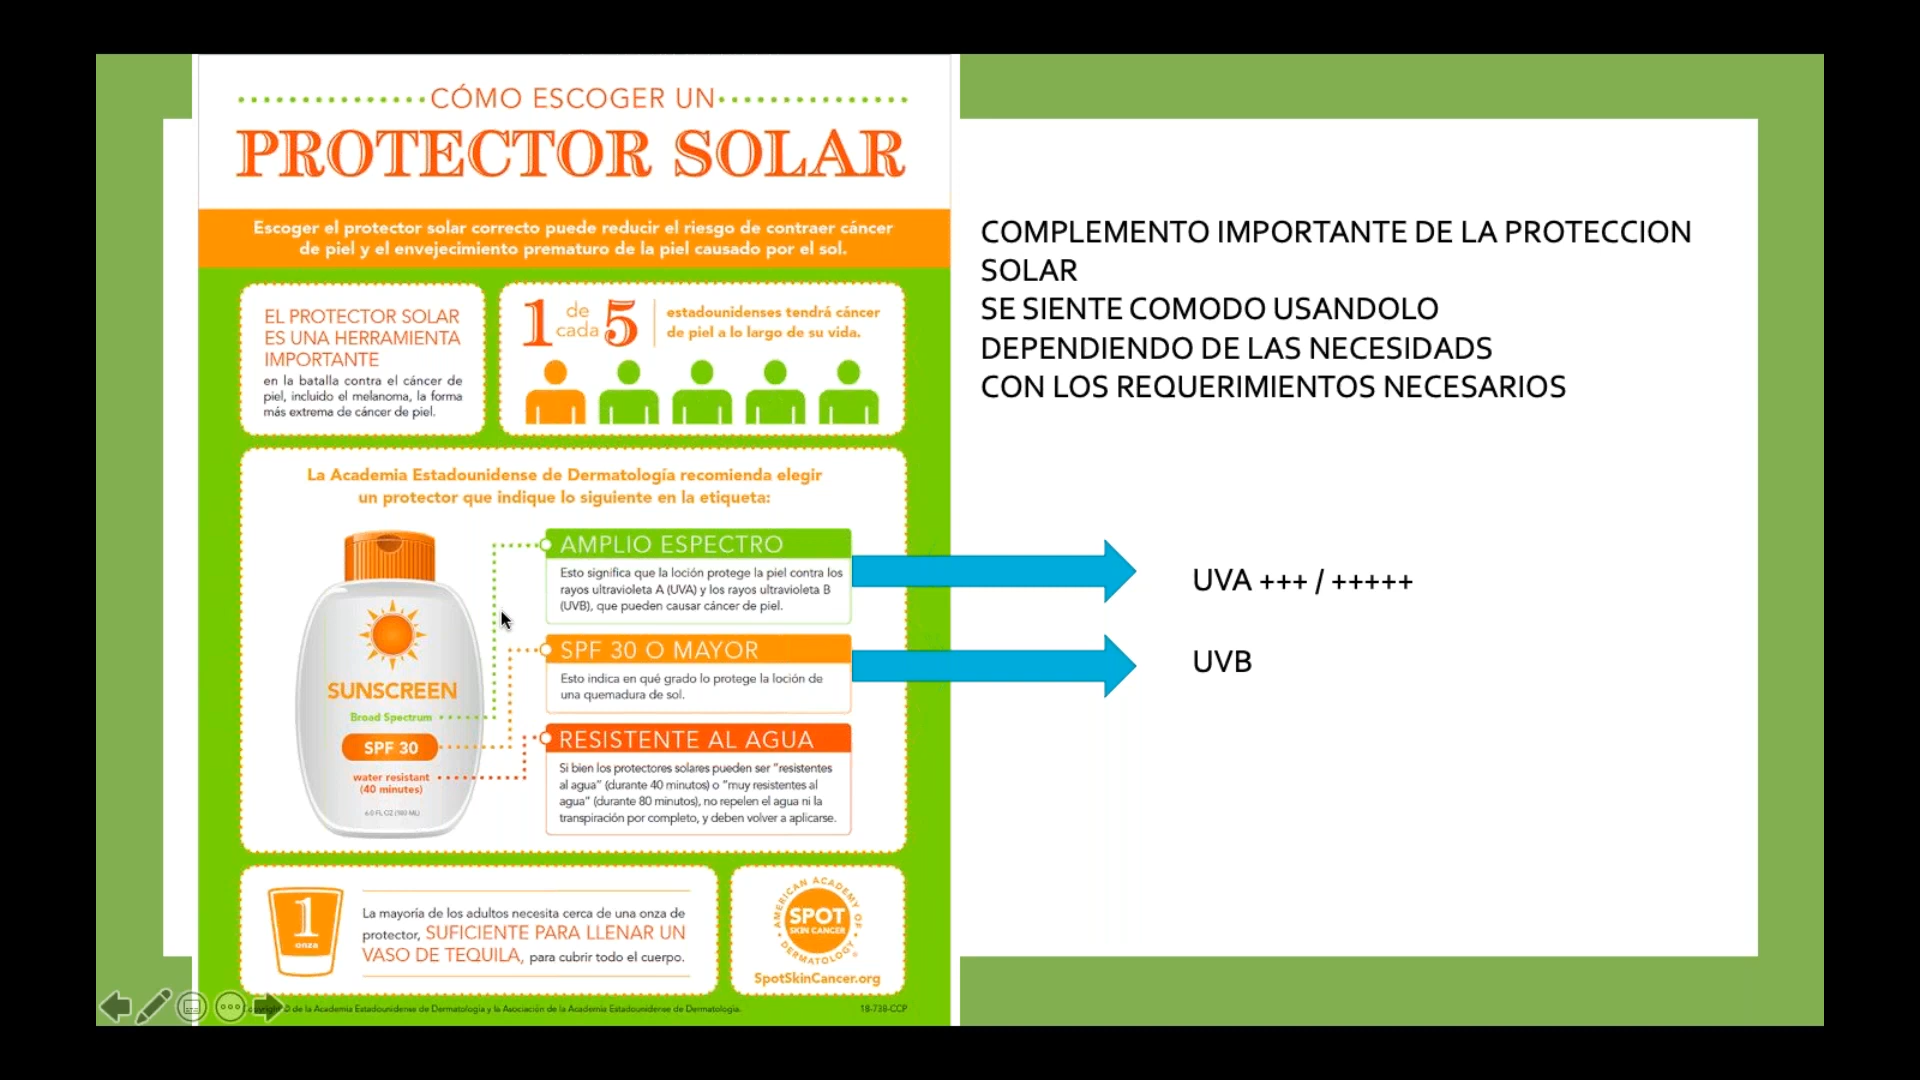 CÓMO ESCOGER UN
PROTECTOR SOLAR
Escoger el protector solar correcto puede reducir el riesgo de contraer cáncer
de piel y el envejecimiento prematuro de la piel causado por el sol.
EL PROTECTOR SOLAR
ES UNA HERRAMIENTA
IMPORTANTE
en la batalla contra el cáncer de
piel, incluido el melanoma, la forma
más extrema de cáncer de piel.
1 de cada 5
estadounidenses tendrá cáncer
de piel a lo largo de su vida.
La Academia Estadounidense de Dermatología recomienda elegir
un protector que indique lo siguiente en la etiqueta:
SUNSCREEN
Broad Spectrum
SPF 30
water resistant
(40 minutes)
AMPLIO ESPECTRO
Esto significa que la loción protege la piel contra los
rayos ultravioleta A (UVA) y los rayos ultravioleta B
(UVB), que pueden causar cáncer de piel.
SPF 30 O MAYOR
Esto indica en qué grado lo protege la loción de
una quemadura de sol.
RESISTENTE AL AGUA
Si bien los protectores solares pueden ser "resistentes
al agua" (durante 40 minutos) o "muy resistentes al
agua" (durante 80 minutos), no repelen el agua ni la
transpiración por completo, y deben volver a aplicarse.
1
onza
La mayoría de los adultos necesita cerca de una onza de
protector, SUFICIENTE PARA LLENAR UN
VASO DE TEQUILA, para cubrir todo el cuerpo.
AMERICAN ACADEMY OF DERMATOLOGY
SPOT
SKIN CANCER
SpotSkinCancer.org
de la Academia Estadounidense de Dermatología y la Asociación de la Academia Estadounidense de Dermatología.
18-738-CCP
COMPLEMENTO IMPORTANTE DE LA PROTECCION
SOLAR
SE SIENTE COMODO USANDOLO
DEPENDIENDO DE LAS NECESIDADS
CON LOS REQUERIMIENTOS NECESARIOS
UVA +++ / +++++
UVB